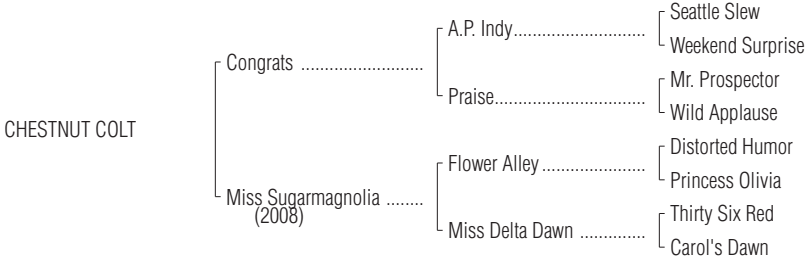 Seattle Slew
A.P. Indy..............................
Weekend Surprise
Congrats ...........................
Mr. Prospector
Praise..................................
Wild Applause
CHESTNUT COLT
Distorted Humor
Flower Alley.......................
Princess Olivia
Miss Sugarmagnolia ........
(2008)
Thirty Six Red
Miss Delta Dawn ..............
Carol's Dawn